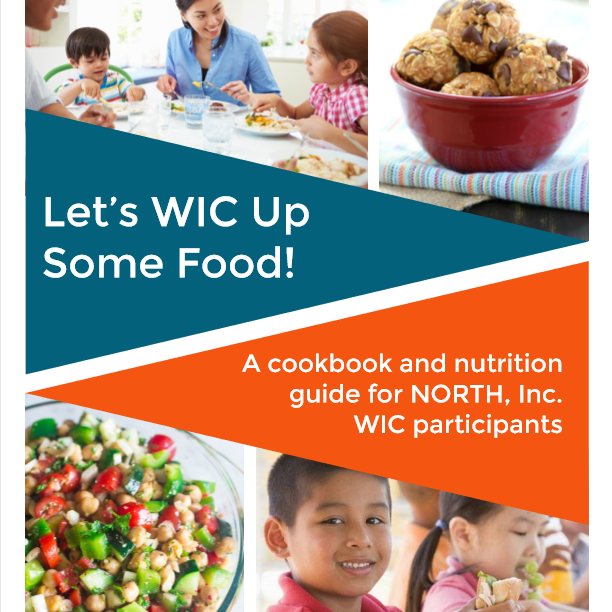 Let’s WIC Up
Some Food!
A cookbook and nutrition
guide for NORTH, Inc.
WIC participants